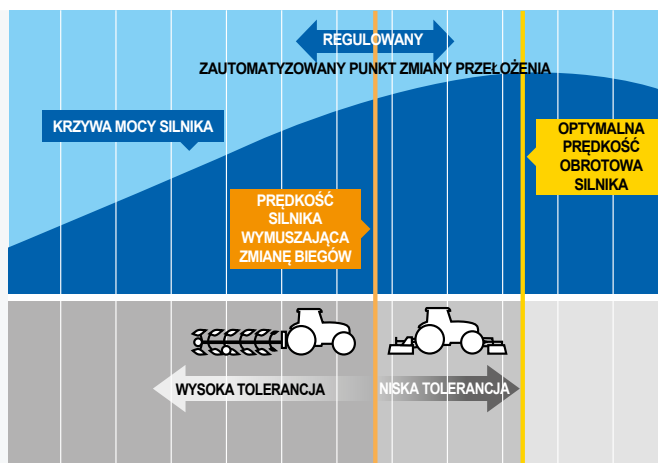 REGULOWANY
ZAUTOMATYZOWANY PUNKT ZMIANY PRZEŁOŻENIA
KRZYWA MOCY SILNIKA
OPTYMALNA
PRĘDKOŚĆ
OBROTOWA
SILNIKA
PRĘDKOŚĆ
SILNIKA
WYMUSZAJĄCA
ZMIANĘ BIEGÓW
WYSOKA TOLERANCJA
NISKA TOLERANCJA